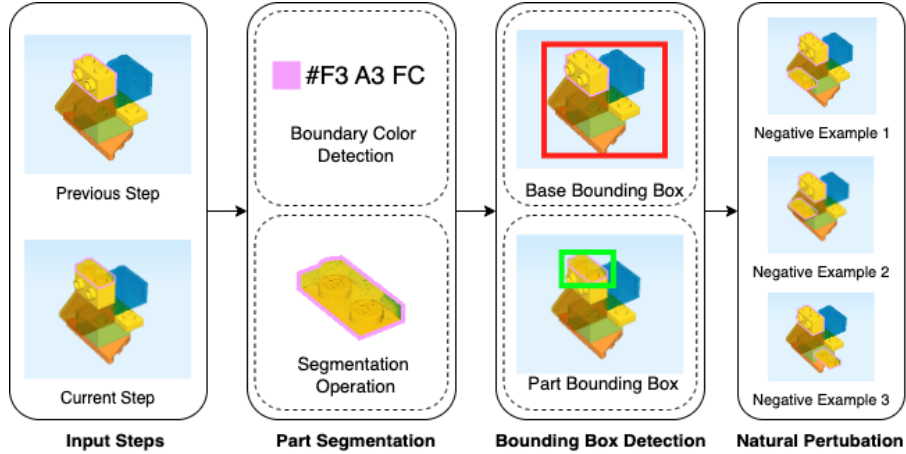 Previous Step
Current Step
Input Steps
#F3 A3 FC
Boundary Color
Detection
Segmentation
Operation
Part Segmentation
Base Bounding Box
Part Bounding Box
Bounding Box Detection
Negative Example 1
Negative Example 2
Negative Example 3
Natural Pertubation